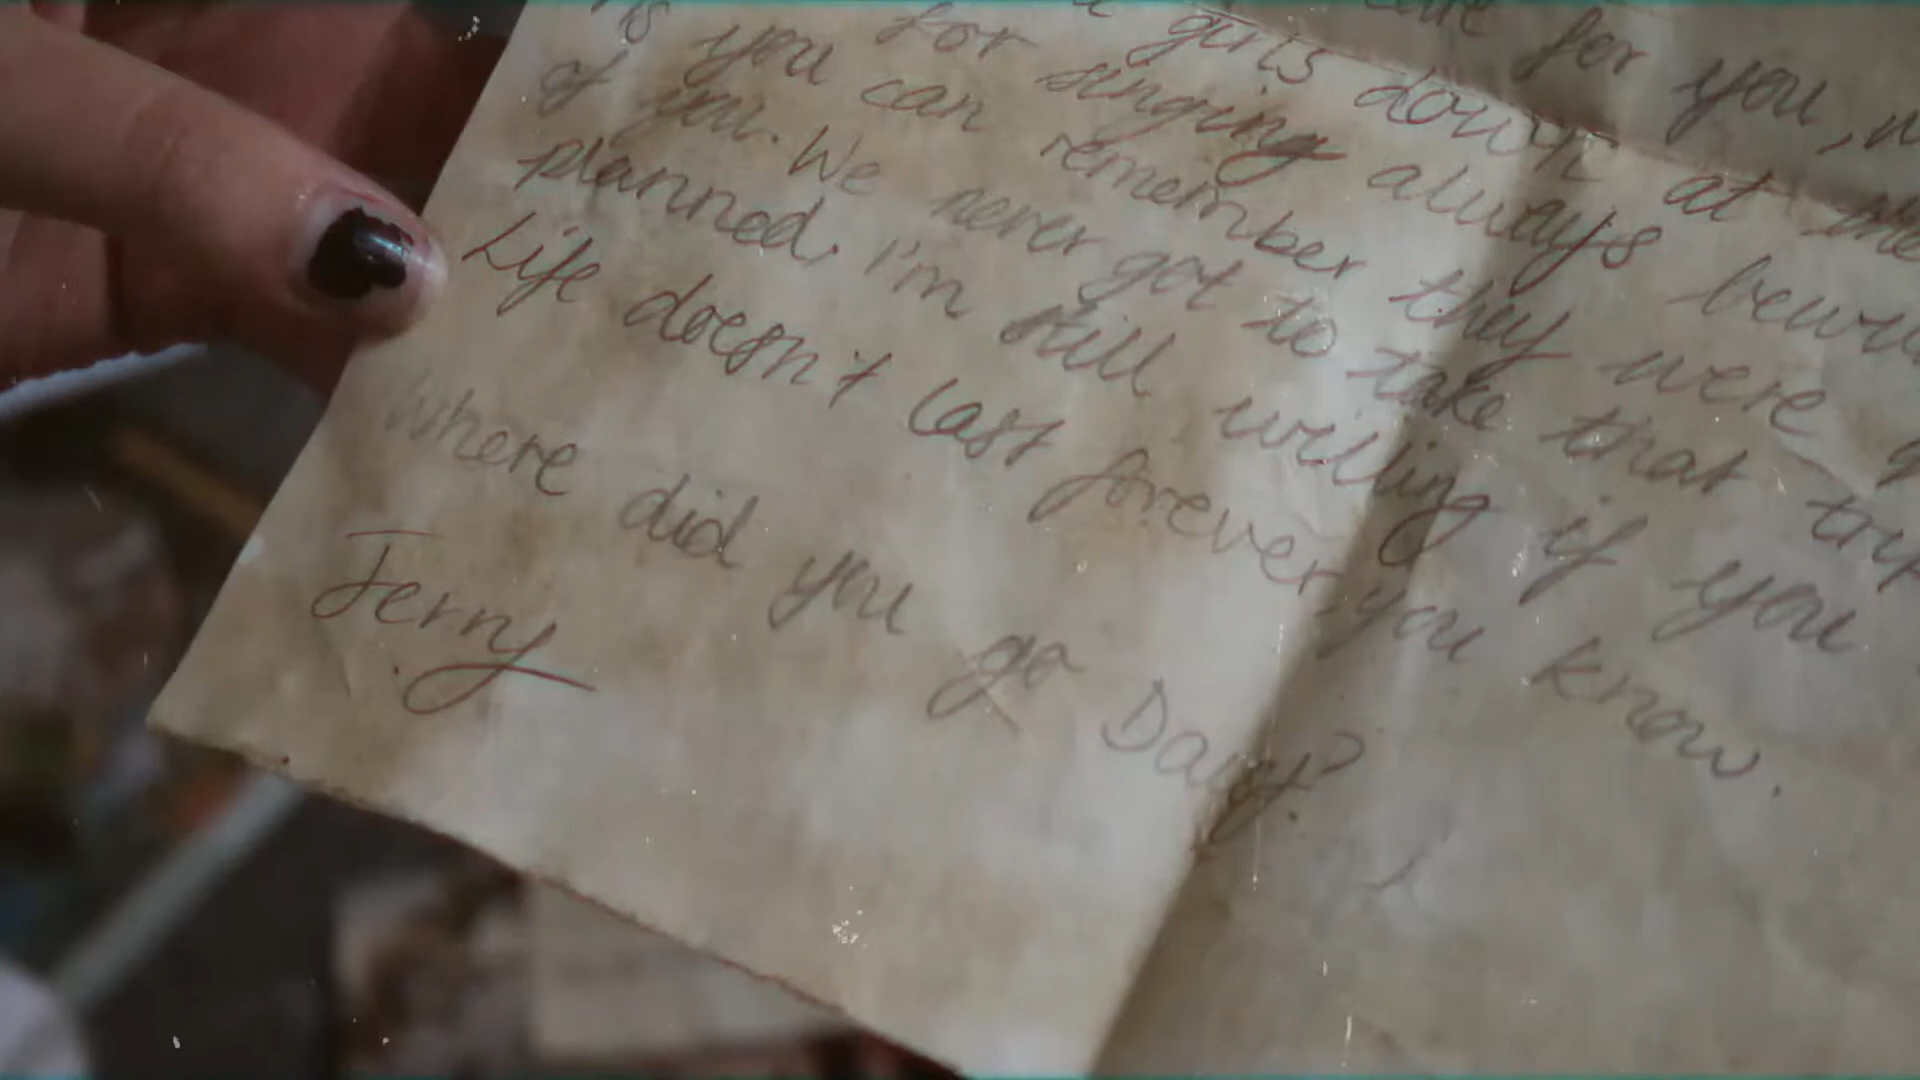 for you,
girls down at the
for singing always
you can remember they were
of you. We never got to take that trip
planned, I'm still willing if you
Life doesn't last forever, you know.
Where did you go
Jerry